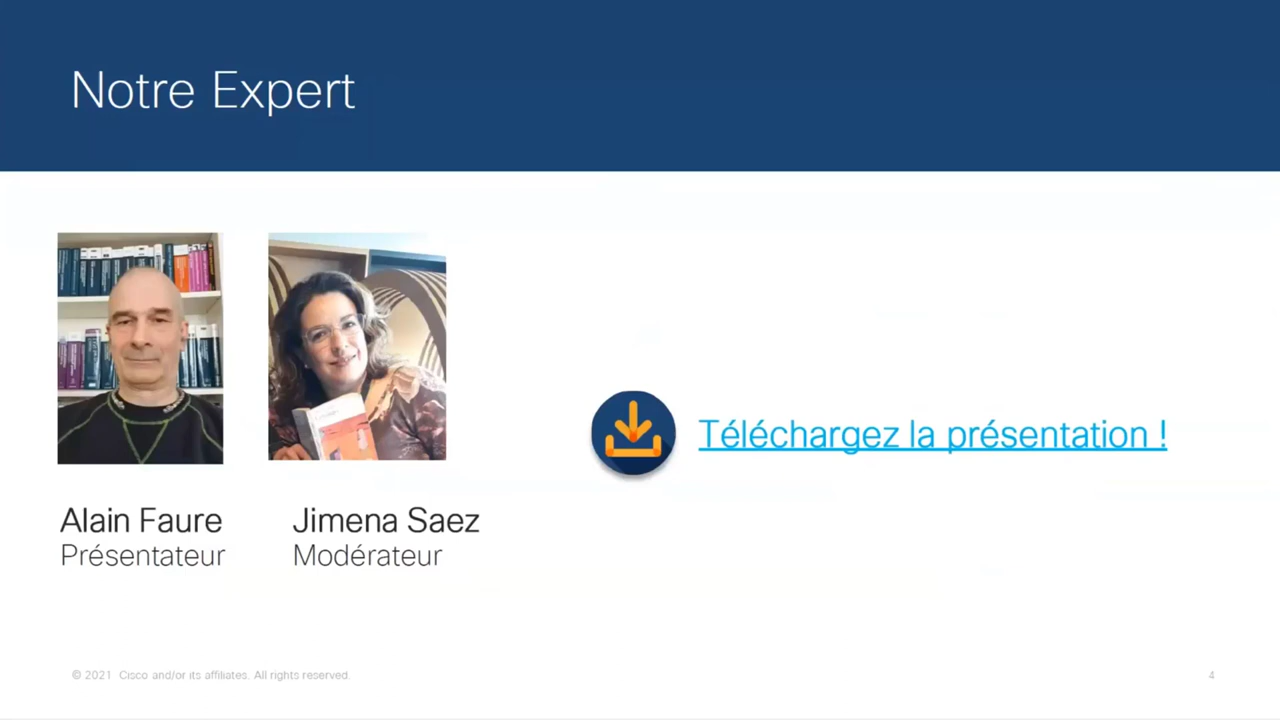 Notre Expert
Téléchargez la présentation !
Alain Faure
Présentateur
Jimena Saez
Modérateur
© 2021 Cisco and/or its affiliates. All rights reserved.
4